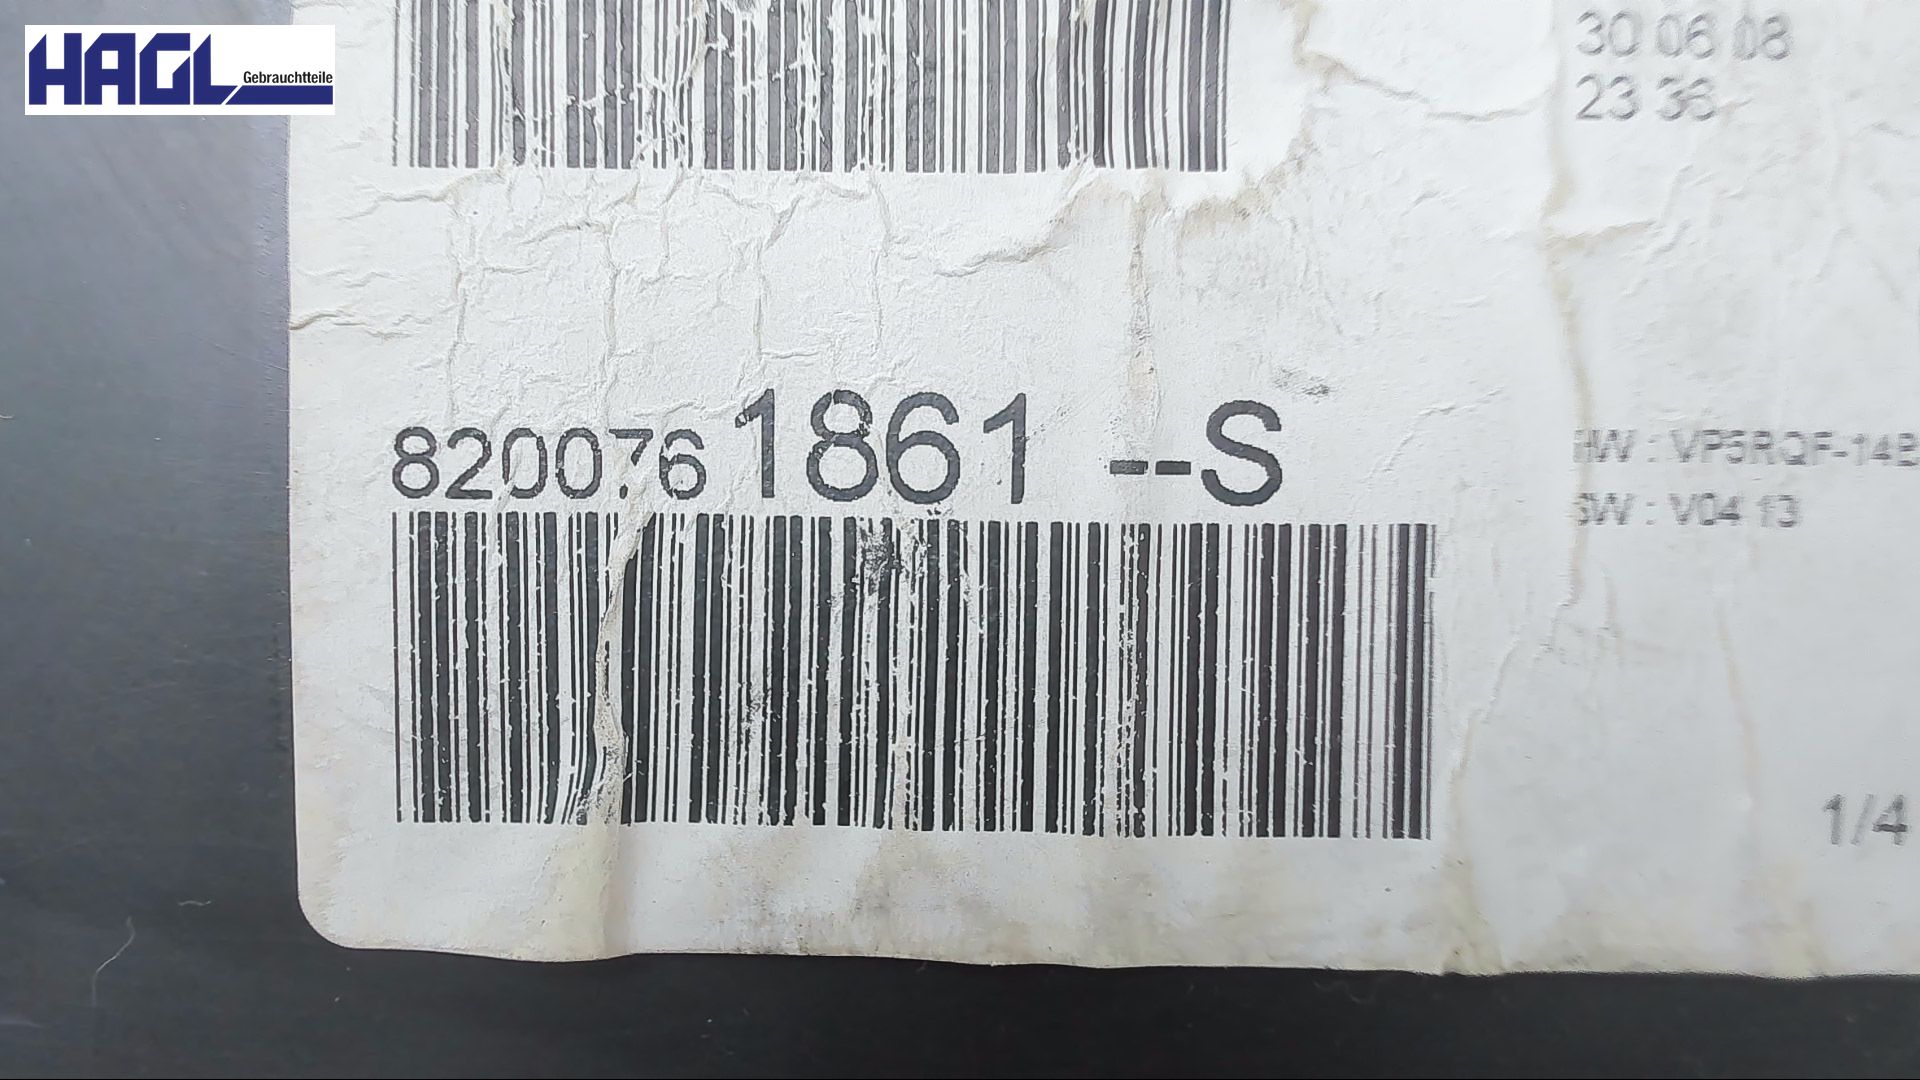 HAGL
Gebrauchtteile
30 06 08
23 36
8200761861 --S
HW : VP5RQF-14B
SW : V04 13
1/4